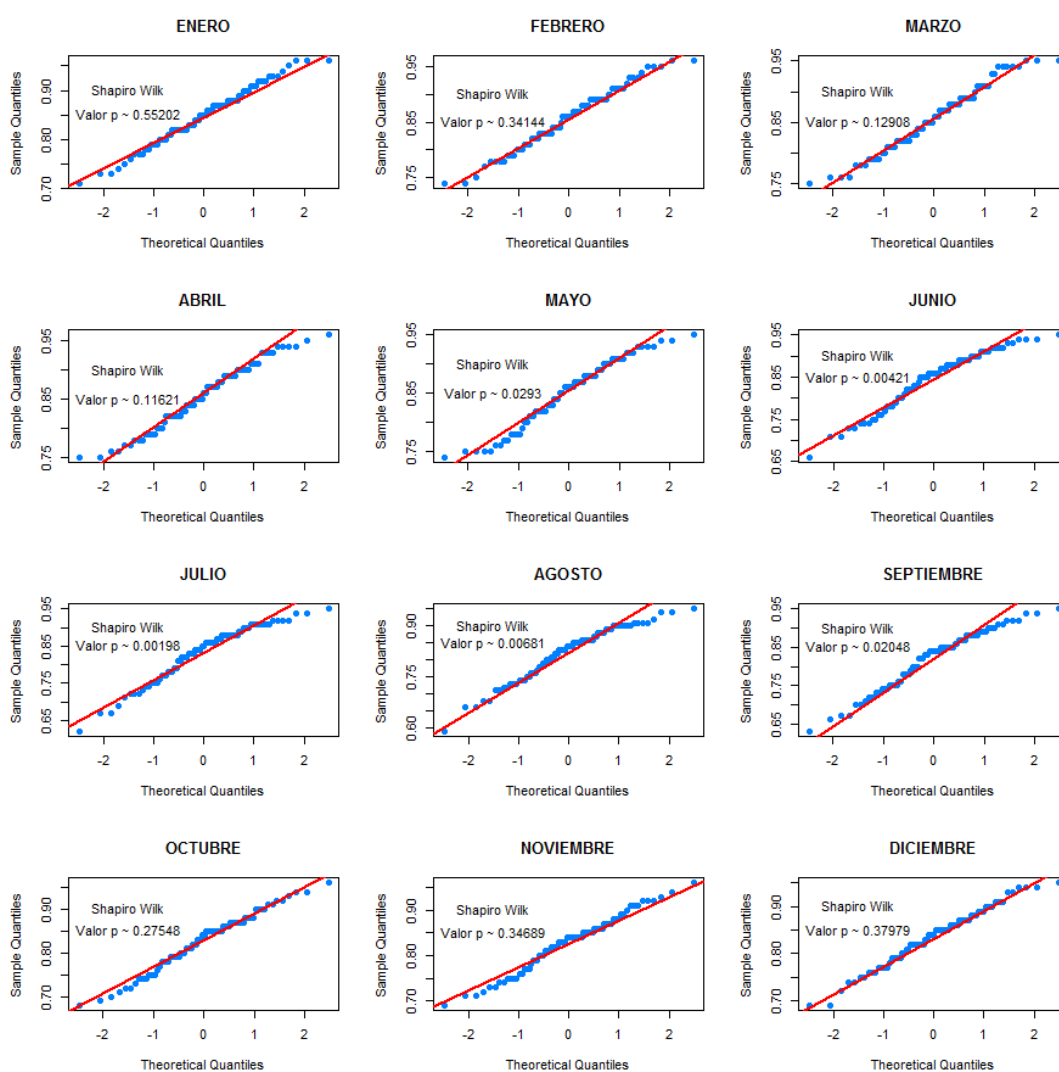 ENERO
Sample Quantiles
0.70 0.80 0.90
Shapiro Wilk
Valor p ~ 0.55202
-2 -1 0 1 2
Theoretical Quantiles
FEBRERO
Sample Quantiles
0.75 0.85 0.95
Shapiro Wilk
Valor p ~ 0.34144
-2 -1 0 1 2
Theoretical Quantiles
MARZO
Sample Quantiles
0.75 0.85 0.95
Shapiro Wilk
Valor p ~ 0.12908
-2 -1 0 1 2
Theoretical Quantiles
ABRIL
Sample Quantiles
0.75 0.85 0.95
Shapiro Wilk
Valor p ~ 0.11621
-2 -1 0 1 2
Theoretical Quantiles
MAYO
Sample Quantiles
0.75 0.85 0.95
Shapiro Wilk
Valor p ~ 0.0293
-2 -1 0 1 2
Theoretical Quantiles
JUNIO
Sample Quantiles
0.65 0.75 0.85 0.95
Shapiro Wilk
Valor p ~ 0.00421
-2 -1 0 1 2
Theoretical Quantiles
JULIO
Sample Quantiles
0.65 0.75 0.85 0.95
Shapiro Wilk
Valor p ~ 0.00198
-2 -1 0 1 2
Theoretical Quantiles
AGOSTO
Sample Quantiles
0.60 0.70 0.80 0.90
Shapiro Wilk
Valor p ~ 0.00681
-2 -1 0 1 2
Theoretical Quantiles
SEPTIEMBRE
Sample Quantiles
0.65 0.75 0.85 0.95
Shapiro Wilk
Valor p ~ 0.02048
-2 -1 0 1 2
Theoretical Quantiles
OCTUBRE
Sample Quantiles
0.70 0.80 0.90
Shapiro Wilk
Valor p ~ 0.27548
-2 -1 0 1 2
Theoretical Quantiles
NOVIEMBRE
Sample Quantiles
0.70 0.80 0.90
Shapiro Wilk
Valor p ~ 0.34689
-2 -1 0 1 2
Theoretical Quantiles
DICIEMBRE
Sample Quantiles
0.70 0.80 0.90
Shapiro Wilk
Valor p ~ 0.37979
-2 -1 0 1 2
Theoretical Quantiles